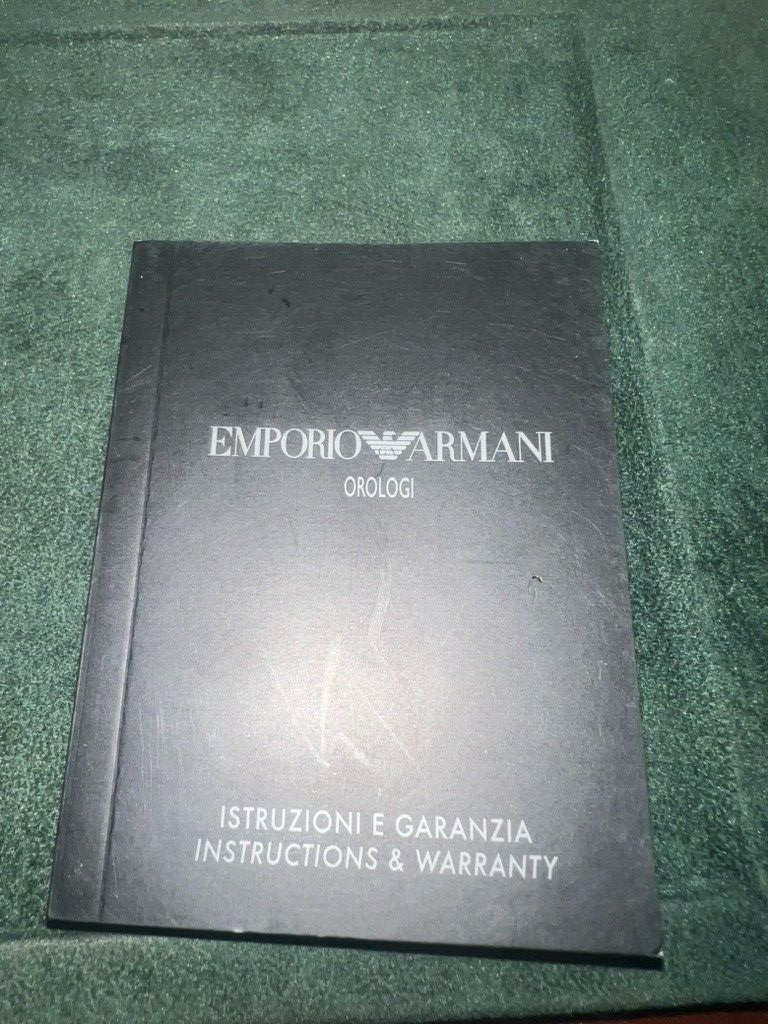 EMPORIO ARMANI
OROLOGI
ISTRUZIONI E GARANZIA
INSTRUCTIONS & WARRANTY